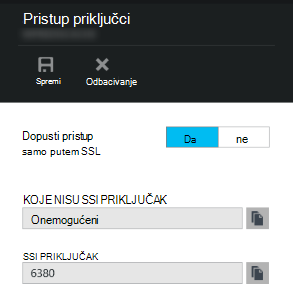 Pristup priključci
Spremi
Odbacivanje
Dopusti pristup
samo putem SSL
Da
ne
KOJE NISU SSI PRIKLJUČAK
Onemogućeni
SSI PRIKLJUČAK
6380